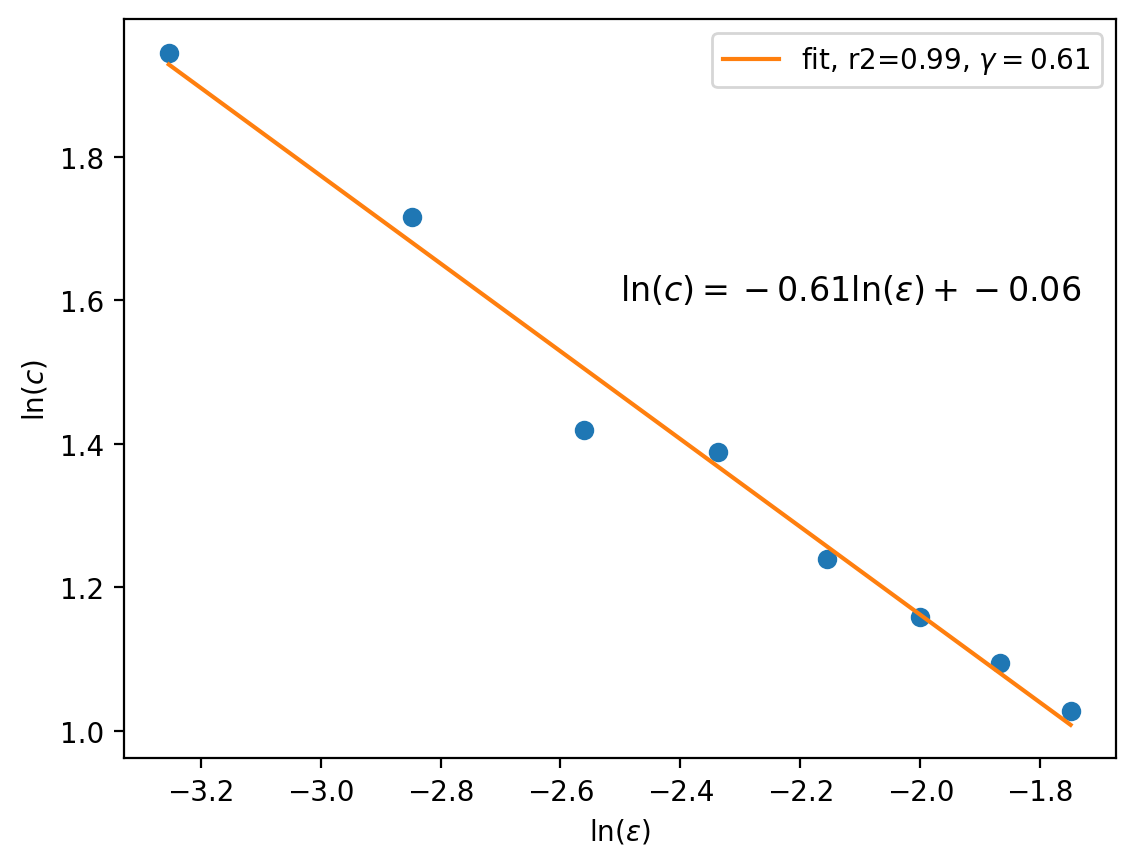 fit, r2=0.99, γ = 0.61
1.8
1.6
1.4
1.2
1.0
ln(c) = −0.61ln(ε) + −0.06
ln(c)
−3.2 −3.0 −2.8 −2.6 −2.4 −2.2 −2.0 −1.8
ln(ε)